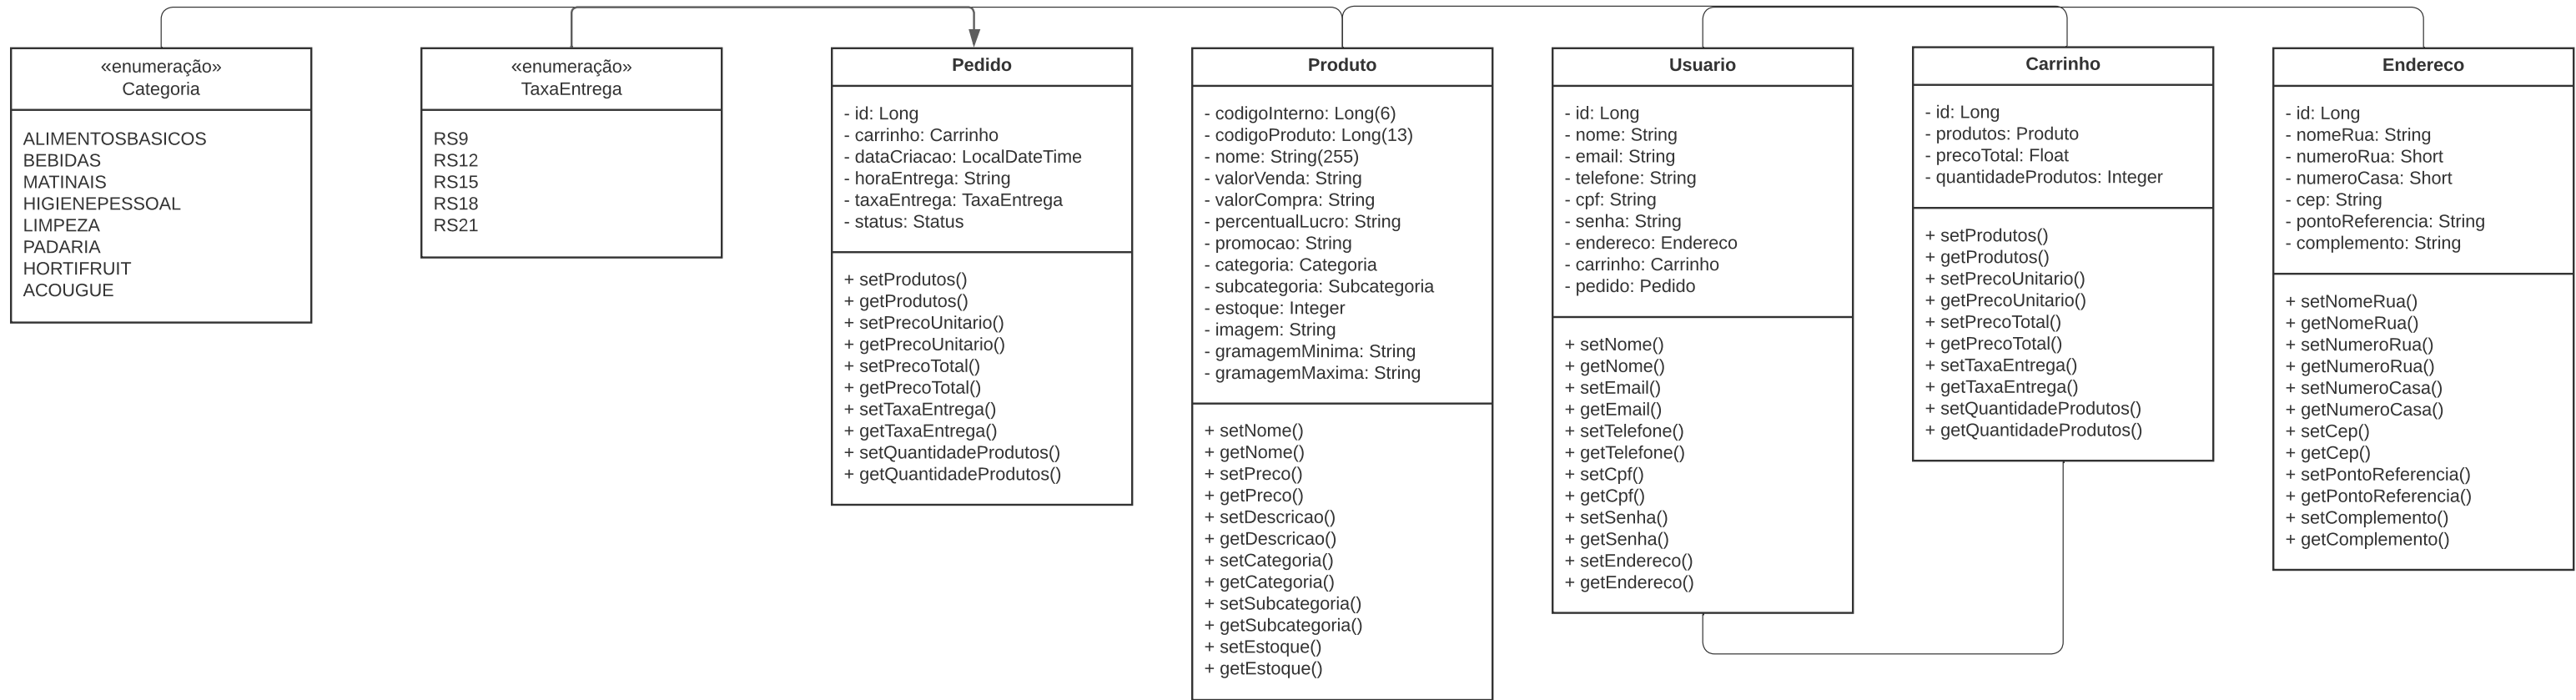 «enumeração»
Categoria
ALIMENTOSBASICOS
BEBIDAS
MATINAIS
HIGIENEPESSOAL
LIMPEZA
PADARIA
HORTIFRUIT
ACOUGUE
«enumeração»
TaxaEntrega
RS9
RS12
RS15
RS18
RS21
Pedido
- id: Long
- carrinho: Carrinho
- dataCriacao: LocalDateTime
- horaEntrega: String
- taxaEntrega: TaxaEntrega
- status: Status
+ setProdutos()
+ getProdutos()
+ setPrecoUnitario()
+ getPrecoUnitario()
+ setPrecoTotal()
+ getPrecoTotal()
+ setTaxaEntrega()
+ getTaxaEntrega()
+ setQuantidadeProdutos()
+ getQuantidadeProdutos()
Produto
- codigoInterno: Long(6)
- codigoProduto: Long(13)
- nome: String(255)
- valorVenda: String
- valorCompra: String
- percentualLucro: String
- promocao: String
- categoria: Categoria
- subcategoria: Subcategoria
- estoque: Integer
- imagem: String
- gramagemMinima: String
- gramagemMaxima: String
+ setNome()
+ getNome()
+ setPreco()
+ getPreco()
+ setDescricao()
+ getDescricao()
+ setCategoria()
+ getCategoria()
+ setSubcategoria()
+ getSubcategoria()
+ setEstoque()
+ getEstoque()
Usuario
- id: Long
- nome: String
- email: String
- telefone: String
- cpf: String
- senha: String
- endereco: Endereco
- carrinho: Carrinho
- pedido: Pedido
+ setNome()
+ getNome()
+ setEmail()
+ getEmail()
+ setTelefone()
+ getTelefone()
+ setCpf()
+ getCpf()
+ setSenha()
+ getSenha()
+ setEndereco()
+ getEndereco()
Carrinho
- id: Long
- produtos: Produto
- precoTotal: Float
- quantidadeProdutos: Integer
+ setProdutos()
+ getProdutos()
+ setPrecoUnitario()
+ getPrecoUnitario()
+ setPrecoTotal()
+ getPrecoTotal()
+ setTaxaEntrega()
+ getTaxaEntrega()
+ setQuantidadeProdutos()
+ getQuantidadeProdutos()
Endereco
- id: Long
- nomeRua: String
- numeroRua: Short
- numeroCasa: Short
- cep: String
- pontoReferencia: String
- complemento: String
+ setNomeRua()
+ getNomeRua()
+ setNumeroRua()
+ getNumeroRua()
+ setNumeroCasa()
+ getNumeroCasa()
+ setCep()
+ getCep()
+ setPontoReferencia()
+ getPontoReferencia()
+ setComplemento()
+ getComplemento()